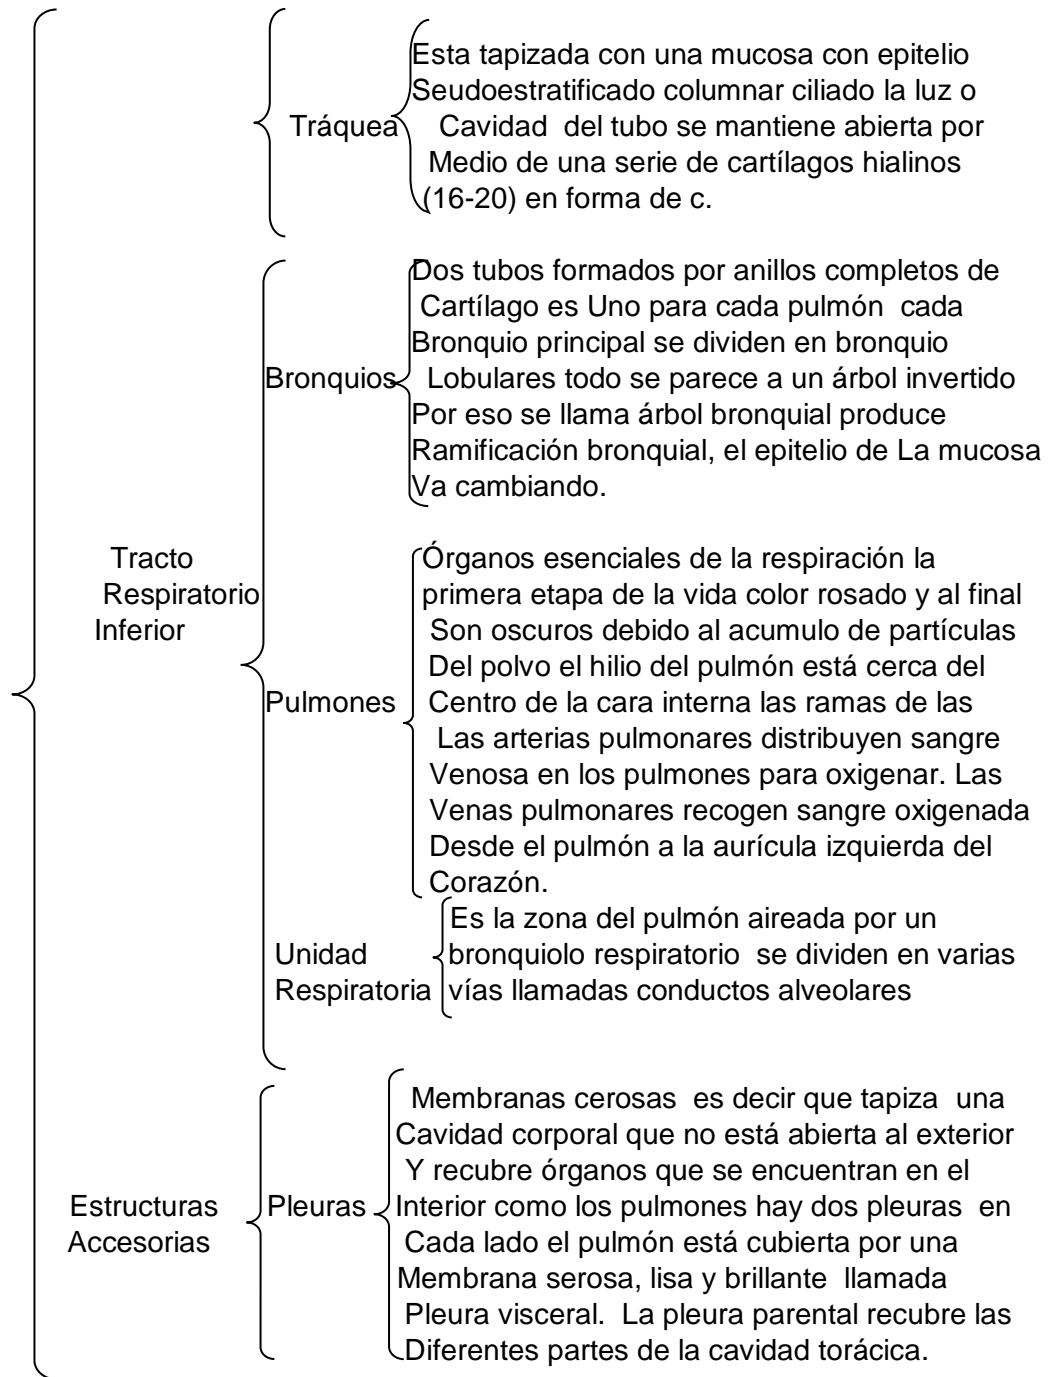 Esta tapizada con una mucosa con epitelio
Seudoestratificado columnar ciliado la luz o
Tráquea Cavidad del tubo se mantiene abierta por
Medio de una serie de cartílagos hialinos
(16-20) en forma de c.
Dos tubos formados por anillos completos de
Cartílago es Uno para cada pulmón cada
Bronquio principal se dividen en bronquio
Bronquios Lobulares todo se parece a un árbol invertido
Por eso se llama árbol bronquial produce
Ramificación bronquial, el epitelio de La mucosa
Va cambiando.
Tracto
Respiratorio
Inferior
Órganos esenciales de la respiración la
primera etapa de la vida color rosado y al final
Son oscuros debido al acumulo de partículas
Del polvo el hilio del pulmón está cerca del
Pulmones Centro de la cara interna las ramas de las
Las arterias pulmonares distribuyen sangre
Venosa en los pulmones para oxigenar. Las
Venas pulmonares recogen sangre oxigenada
Desde el pulmón a la aurícula izquierda del
Corazón.
Es la zona del pulmón aireada por un
Unidad bronquiolo respiratorio se dividen en varias
Respiratoria vías llamadas conductos alveolares
Membranas cerosas es decir que tapiza una
Cavidad corporal que no está abierta al exterior
Y recubre órganos que se encuentran en el
Estructuras Pleuras Interior como los pulmones hay dos pleuras en
Accesorias Cada lado el pulmón está cubierta por una
Membrana serosa, lisa y brillante llamada
Pleura visceral. La pleura parental recubre las
Diferentes partes de la cavidad torácica.